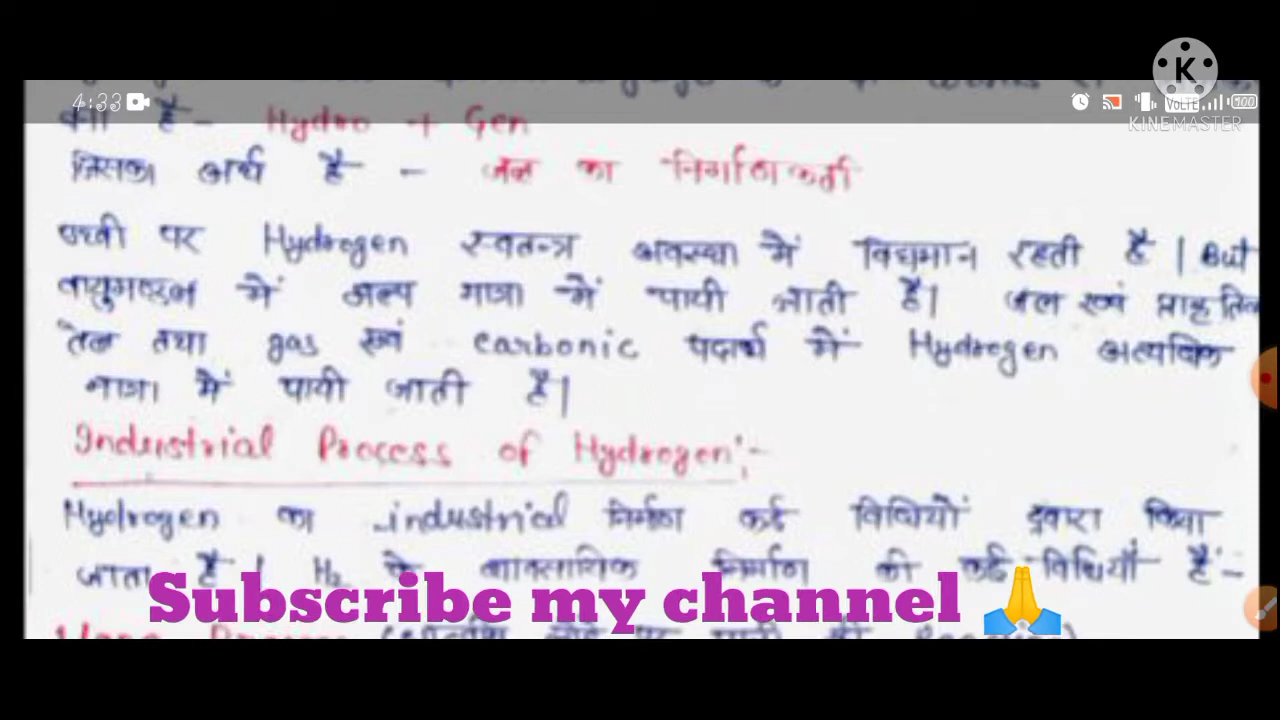 4:33
VoLTE
100
KINEMASTER
है - Hydro + Gen
जिसका अर्थ है - जल का निर्माणकर्ता
पृथ्वी पर Hydrogen स्वतन्त्र अवस्था में विद्यमान रहती है | But
वायुमण्डल में अल्प मात्रा में पायी जाती है। जल एवं प्राकृतिक
तेल तथा gas एवं carbonic पदार्थ में Hydrogen अत्यधिक
मात्रा में पायी जाती है|
Industrial Process of Hydrogen:-
Hydrogen का industrial निर्माण कई विधियों द्वारा किया
जाता है | H₂ के व्यावसायिक निर्माण की कई विधियाँ हैं:-
Subscribe my channel 🙏